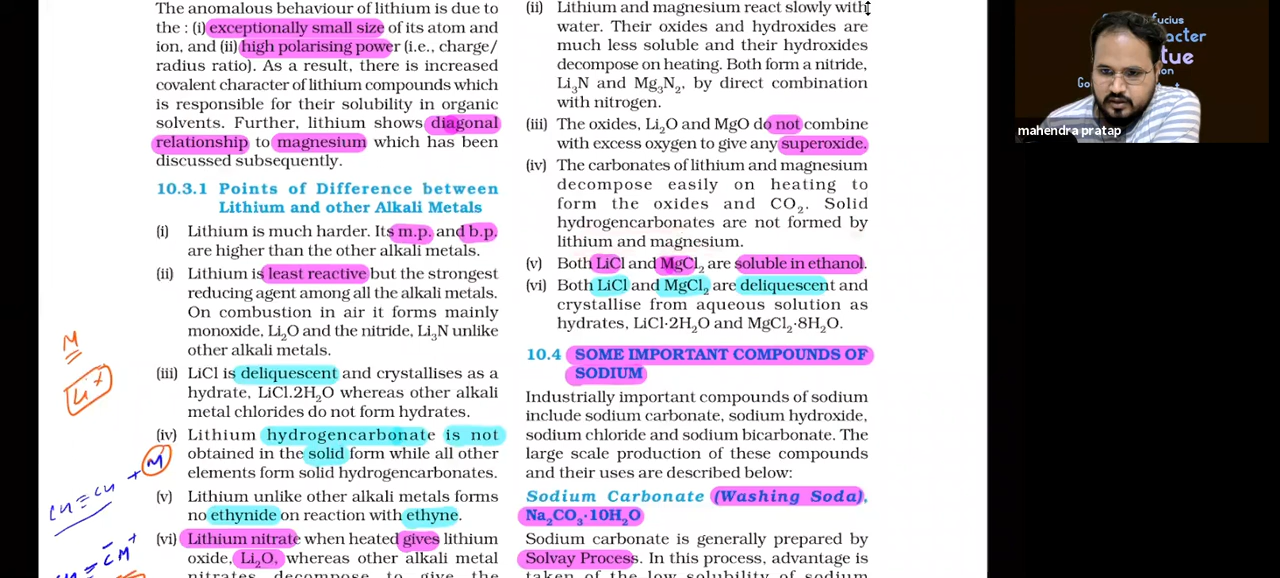 The anomalous behaviour of lithium is due to
the : (i) exceptionally small size of its atom and
ion, and (ii) high polarising power (i.e., charge/
radius ratio). As a result, there is increased
covalent character of lithium compounds which
is responsible for their solubility in organic
solvents. Further, lithium shows diagonal
relationship to magnesium which has been
discussed subsequently.
10.3.1 Points of Difference between
Lithium and other Alkali Metals
(i) Lithium is much harder. Its m.p. and b.p.
are higher than the other alkali metals.
(ii) Lithium is least reactive but the strongest
reducing agent among all the alkali metals.
On combustion in air it forms mainly
monoxide, Li₂O and the nitride, Li₃N unlike
other alkali metals.
(iii) LiCl is deliquescent and crystallises as a
hydrate, LiCl.2H₂O whereas other alkali
metal chlorides do not form hydrates.
(iv) Lithium hydrogencarbonate is not
obtained in the solid form while all other
elements form solid hydrogencarbonates.
(v) Lithium unlike other alkali metals forms
no ethynide on reaction with ethyne.
(vi) Lithium nitrate when heated gives lithium
oxide, Li₂O, whereas other alkali metal
nitrates decompose to give the
M
Li⁺
M
(ii) Lithium and magnesium react slowly with
water. Their oxides and hydroxides are
much less soluble and their hydroxides
decompose on heating. Both form a nitride,
Li₃N and Mg₃N₂, by direct combination
with nitrogen.
(iii) The oxides, Li₂O and MgO do not combine
with excess oxygen to give any superoxide.
(iv) The carbonates of lithium and magnesium
decompose easily on heating to
form the oxides and CO₂. Solid
hydrogencarbonates are not formed by
lithium and magnesium.
(v) Both LiCl and MgCl₂ are soluble in ethanol.
(vi) Both LiCl and MgCl₂ are deliquescent and
crystallise from aqueous solution as
hydrates, LiCl·2H₂O and MgCl₂·8H₂O.
10.4 SOME IMPORTANT COMPOUNDS OF
SODIUM
Industrially important compounds of sodium
include sodium carbonate, sodium hydroxide,
sodium chloride and sodium bicarbonate. The
large scale production of these compounds
and their uses are described below:
Sodium Carbonate (Washing Soda),
Na₂CO₃·10H₂O
Sodium carbonate is generally prepared by
Solvay Process. In this process, advantage is
taken of the low solubility of sodium
mahendra pratap